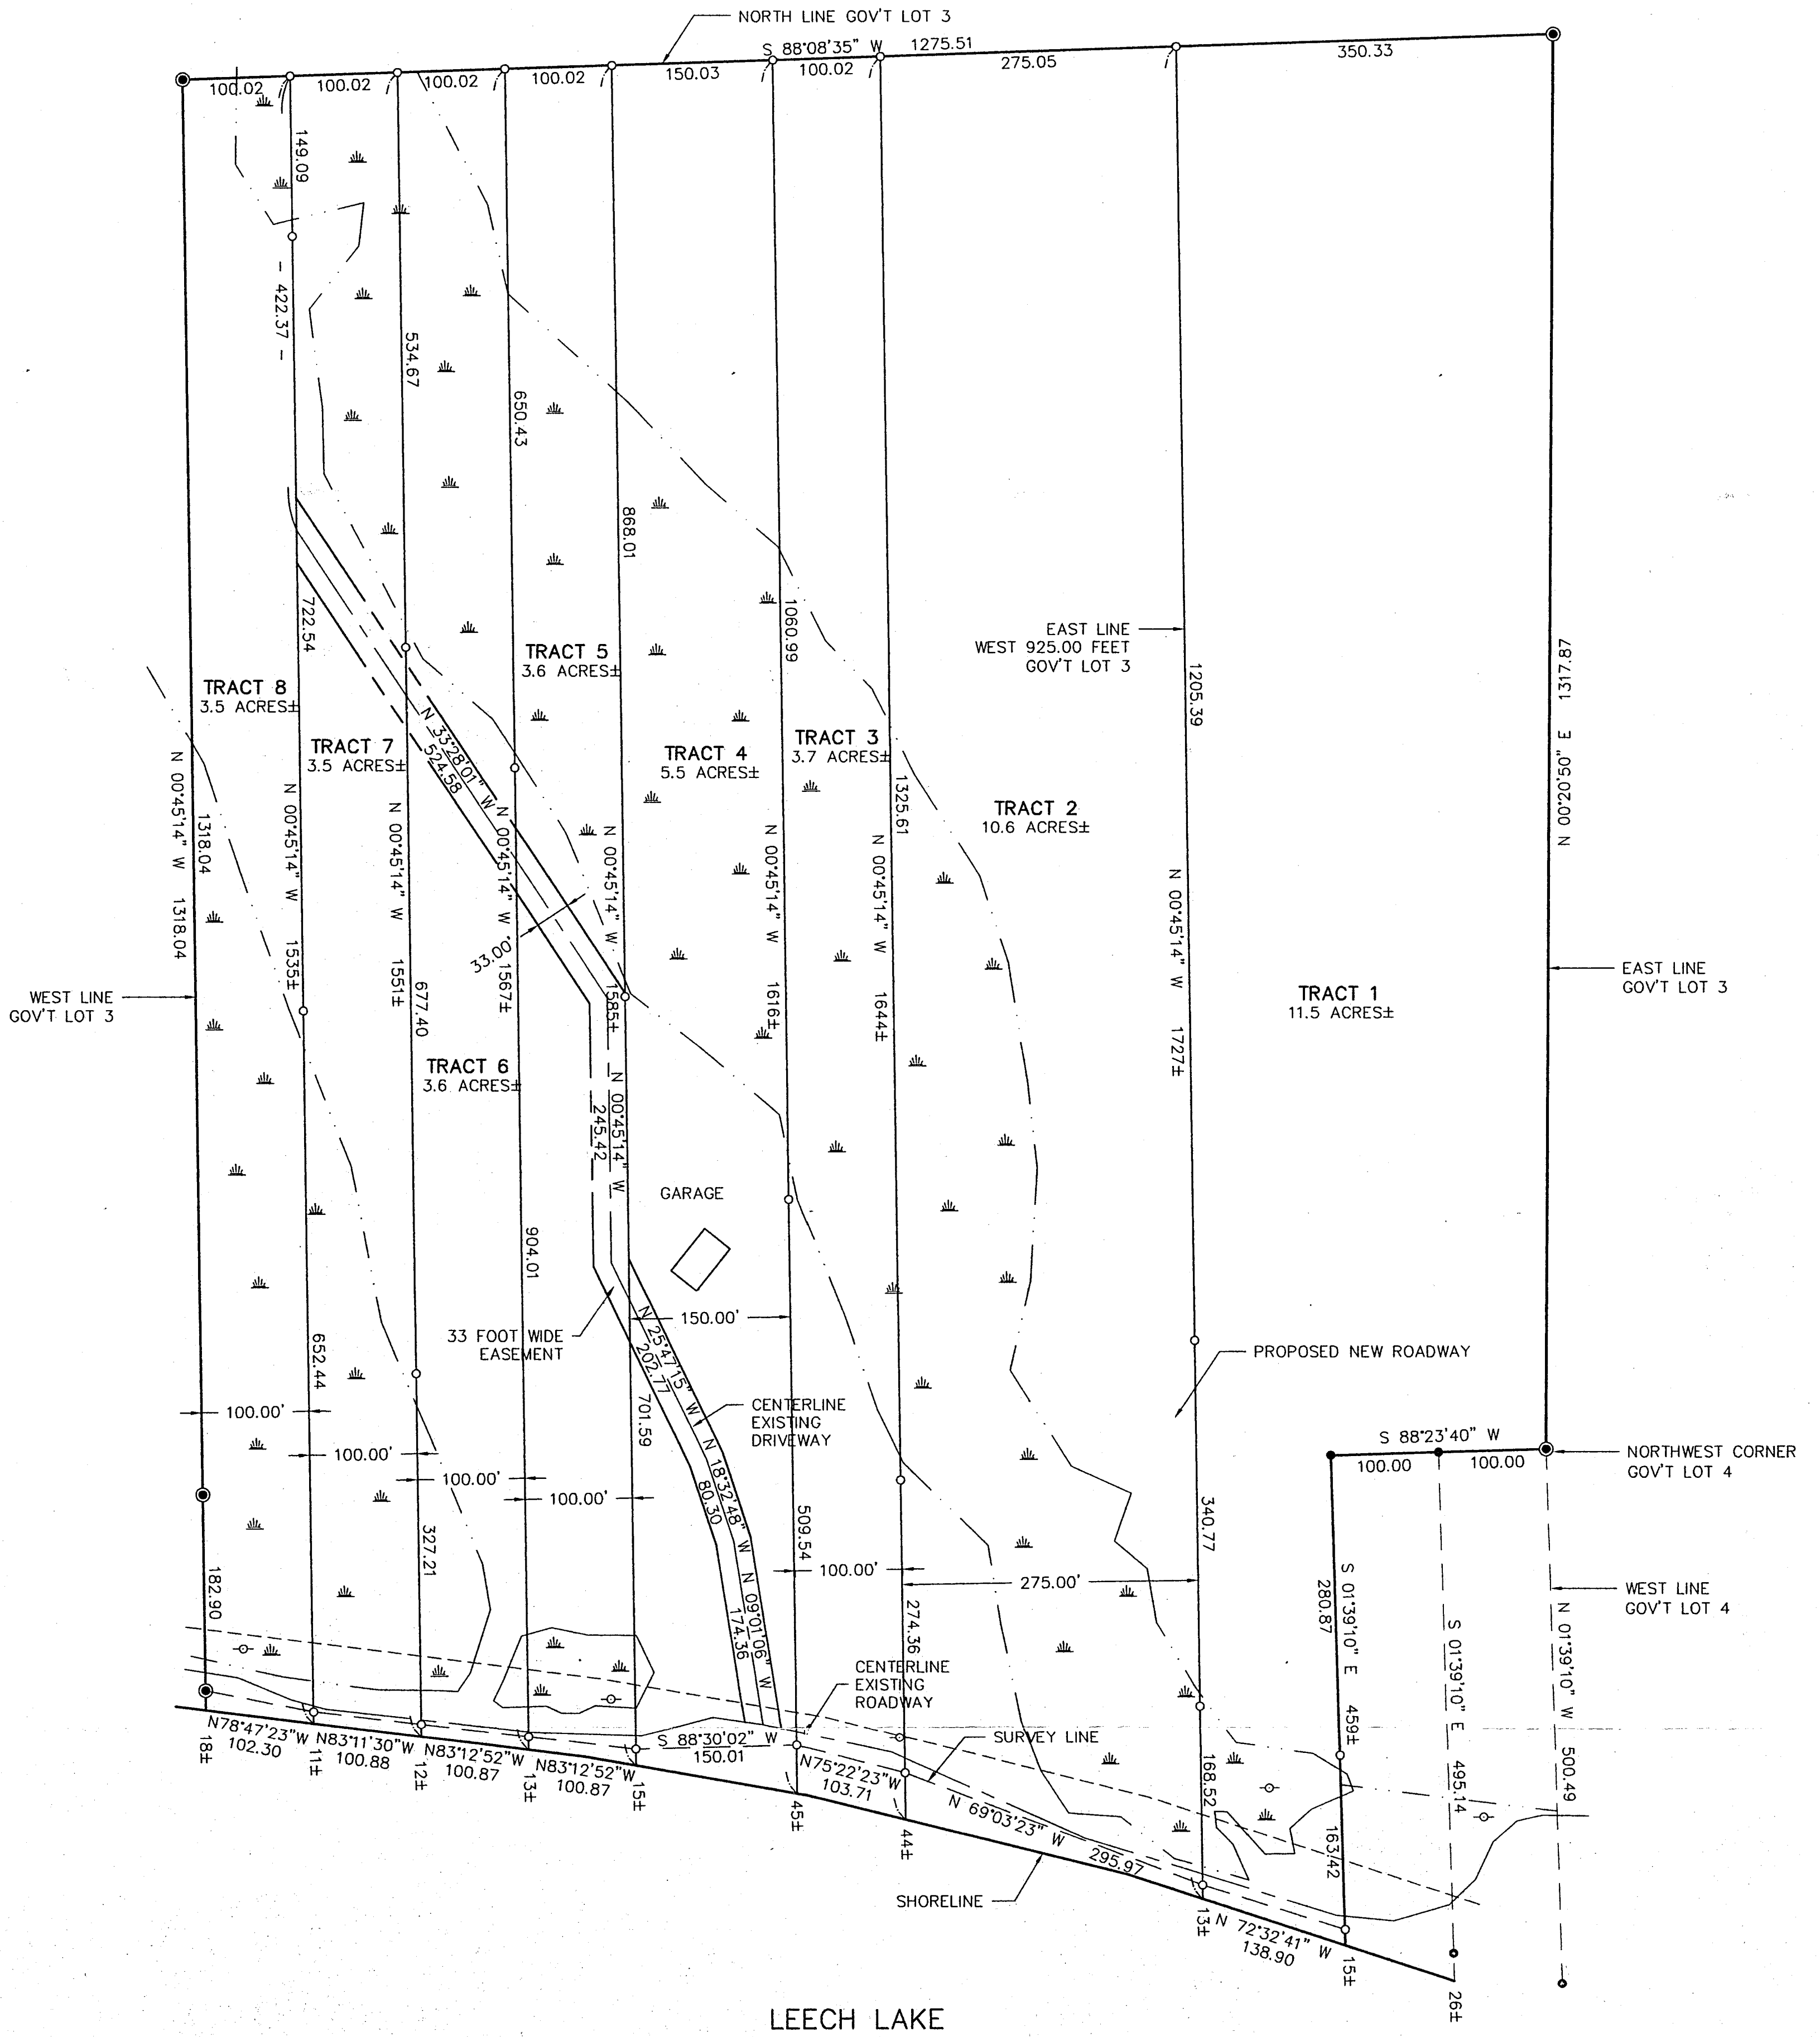 NORTH LINE GOV'T LOT 3
S 88°08'35" W 1275.51
100.02
100.02
100.02
100.02
150.03
100.02
275.05
350.33
149.09
- 422.37 -
534.67
650.43
868.01
1060.99
EAST LINE
WEST 925.00 FEET
GOV'T LOT 3
1205.39
N 00°20'50" E 1317.87
TRACT 8
3.5 ACRES±
722.54
TRACT 7
3.5 ACRES±
N 33°28'01" W
524.58
TRACT 5
3.6 ACRES±
TRACT 4
5.5 ACRES±
TRACT 3
3.7 ACRES±
1325.61
TRACT 2
10.6 ACRES±
N 00°45'14" W 1318.04
1318.04
N 00°45'14" W 1535±
N 00°45'14" W 1551±
677.40
N 00°45'14" W 1567±
33.00
N 00°45'14" W 1585±
N 00°45'14" W 1616±
N 00°45'14" W 1644±
N 00°45'14" W 1727±
TRACT 1
11.5 ACRES±
WEST LINE
GOV'T LOT 3
EAST LINE
GOV'T LOT 3
TRACT 6
3.6 ACRES±
N 00°45'14" W
245.42
GARAGE
904.01
33 FOOT WIDE
EASEMENT
150.00'
N 25°47'15" W
202.77
PROPOSED NEW ROADWAY
652.44
701.59
CENTERLINE
EXISTING
DRIVEWAY
100.00'
100.00'
100.00'
100.00'
N 18°32'48" W
80.30
S 88°23'40" W
100.00
100.00
NORTHWEST CORNER
GOV'T LOT 4
327.21
509.54
340.77
182.90
100.00'
275.00'
N 09°01'06" W
174.36
274.36
S 01°39'10" E 459±
280.87
S 01°39'10" E 495.14
N 01°39'10" W 500.49
WEST LINE
GOV'T LOT 4
CENTERLINE
EXISTING
ROADWAY
SURVEY LINE
N78°47'23"W
102.30
N83°11'30"W
100.88
N83°12'52"W
100.87
N83°12'52"W
100.87
S 88°30'02" W
150.01
N75°22'23"W
103.71
N 69°03'23" W
295.97
168.52
163.42
18±
11±
12±
13±
15±
45±
44±
SHORELINE
13±
N 72°32'41" W
138.90
15±
26±
LEECH LAKE